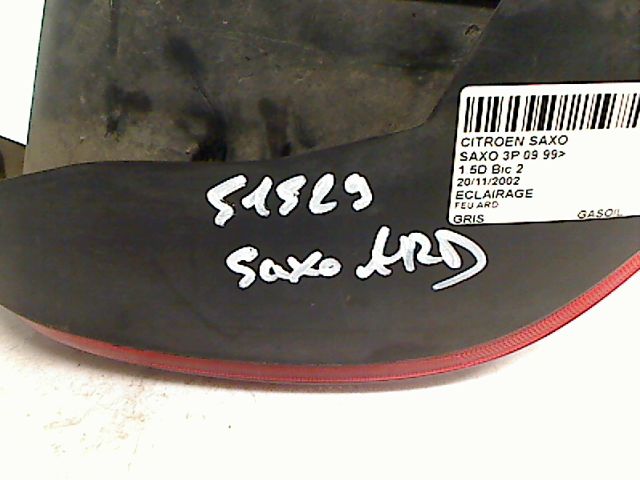 CITROEN SAXO
SAXO 3P 09 99>
1 5D Bic 2
20/11/2002
ECLAIRAGE
FEU ARD
GRIS GASOIL
51529
Saxo ARD